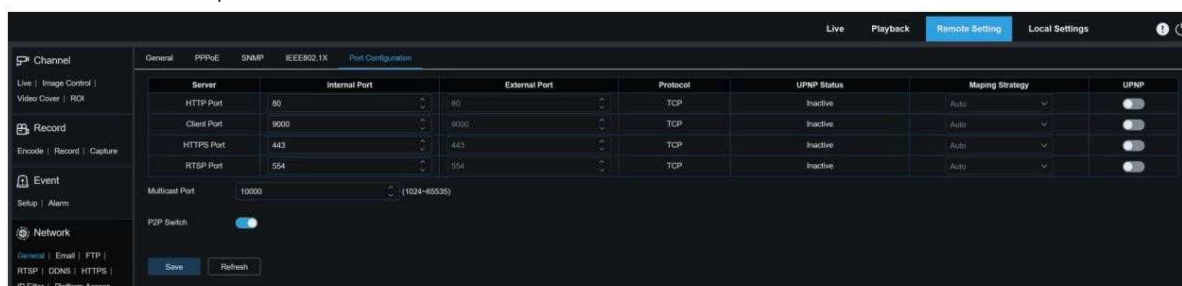 Live Playback Remote Setting Local Settings
Channel
Live | Image Control |
Video Cover | ROI
Record
Encode | Record | Capture
Event
Setup | Alarm
Network
General | Email | FTP |
RTSP | DDNS | HTTPS |
IP Filter | Platform Access
General PPPoE SNMP IEEE802.1X Port Configuration
Server Internal Port External Port Protocol UPNP Status Maping Strategy UPNP
HTTP Port 80 80 TCP Inactive Auto
Client Port 9000 9000 TCP Inactive Auto
HTTPS Port 443 443 TCP Inactive Auto
RTSP Port 554 554 TCP Inactive Auto
Multicast Port 10000 (1024~65535)
P2P Switch
Save Refresh